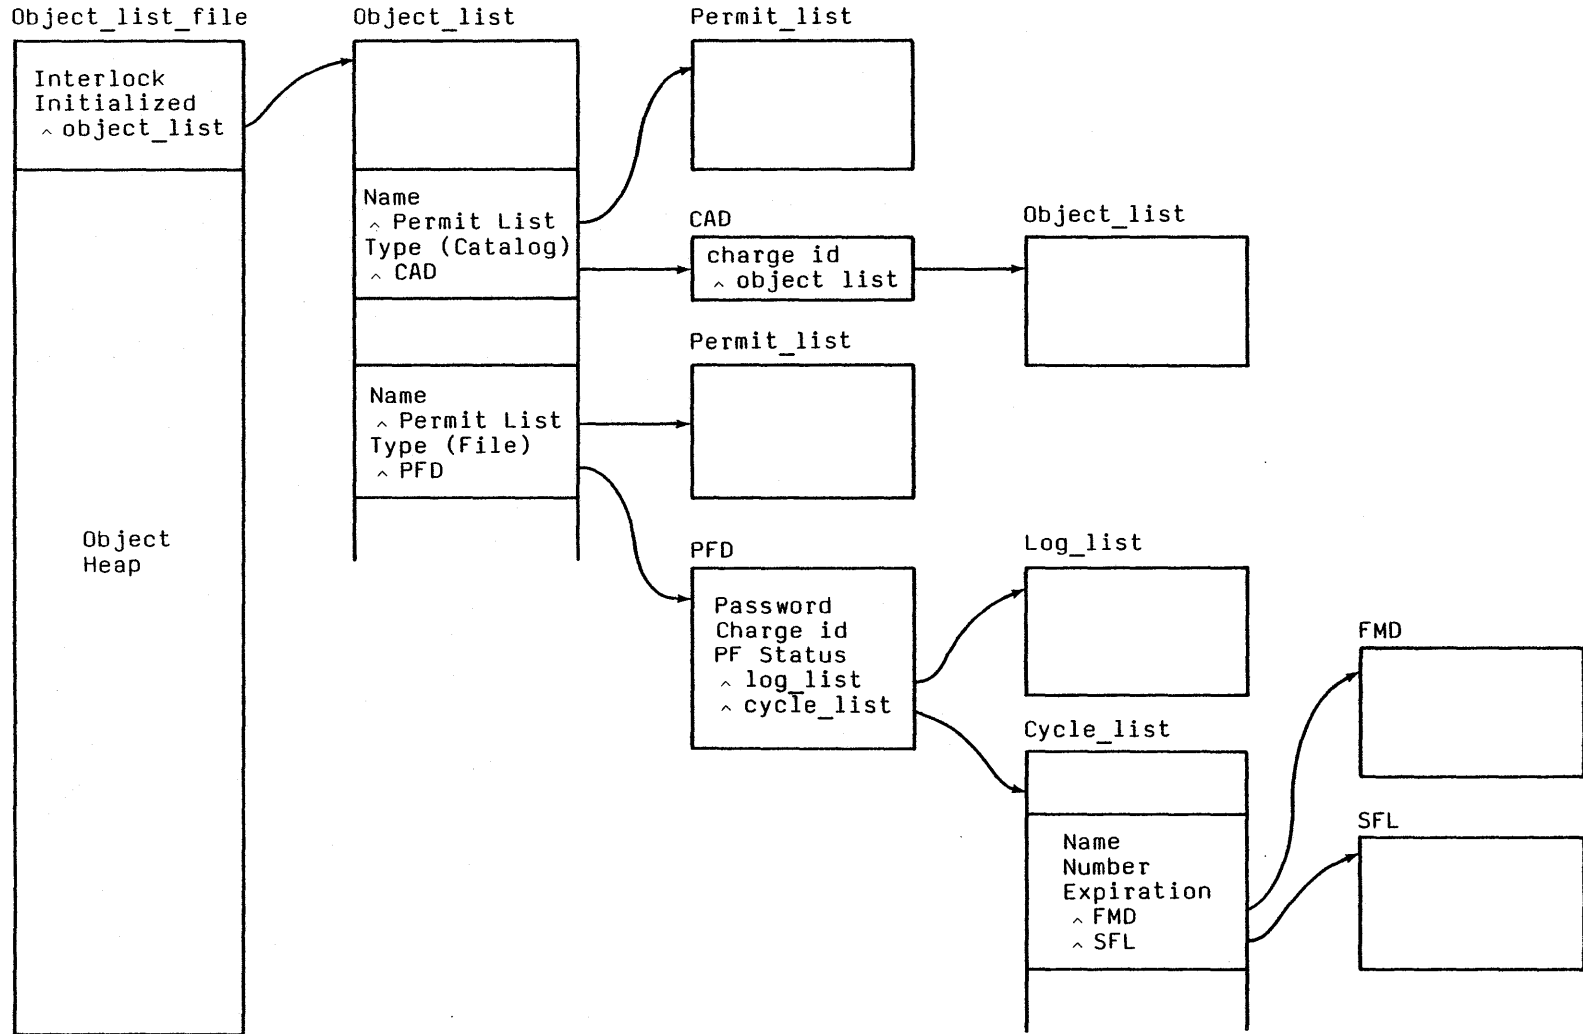 Object_list_file
Interlock
Initialized
^ object_list
Object
Heap
Object_list
Name
^ Permit List
Type (Catalog)
^ CAD
Name
^ Permit List
Type (File)
^ PFD
Permit_list
CAD
charge id
^ object list
Object_list
Permit_list
PFD
Password
Charge id
PF Status
^ log_list
^ cycle_list
Log_list
Cycle_list
Name
Number
Expiration
^ FMD
^ SFL
FMD
SFL